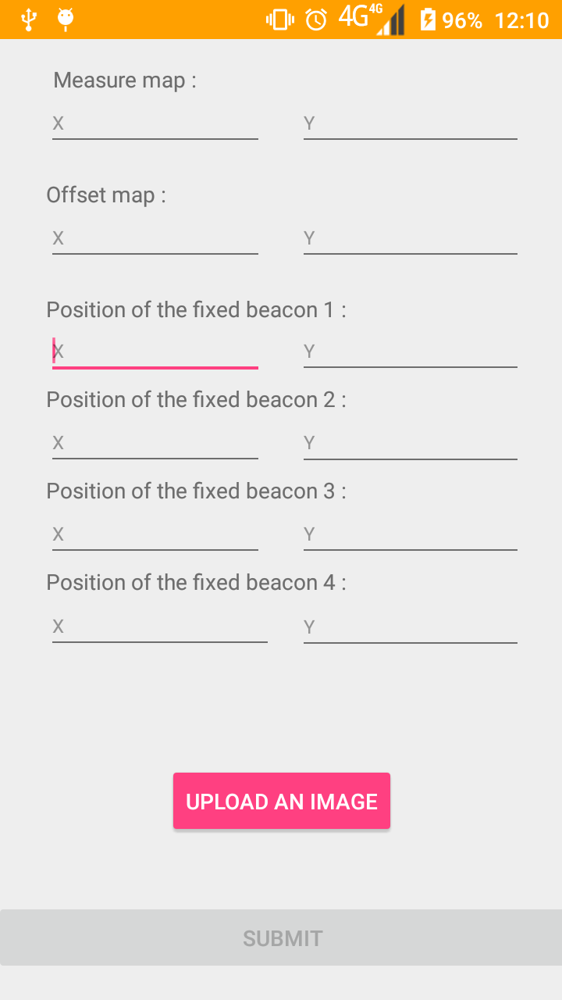 4G 4G 96% 12:10
Measure map :
X Y
Offset map :
X Y
Position of the fixed beacon 1 :
X Y
Position of the fixed beacon 2 :
X Y
Position of the fixed beacon 3 :
X Y
Position of the fixed beacon 4 :
X Y
UPLOAD AN IMAGE
SUBMIT